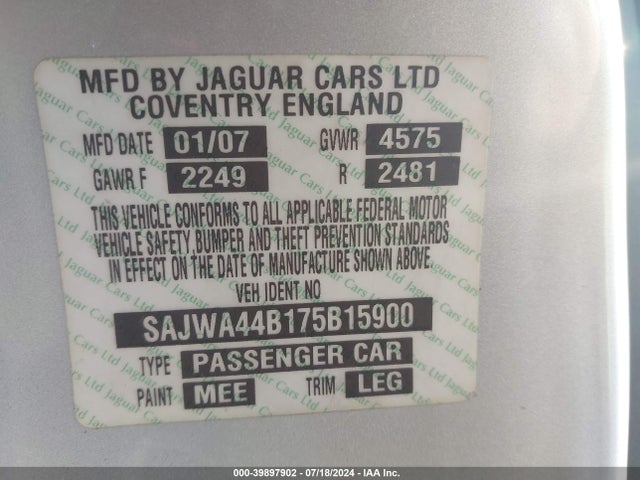 MFD BY JAGUAR CARS LTD
COVENTRY ENGLAND
MFD DATE 01/07 GVWR 4575
GAWR F 2249 R 2481
THIS VEHICLE CONFORMS TO ALL APPLICABLE FEDERAL MOTOR
VEHICLE SAFETY BUMPER AND THEFT PREVENTION STANDARDS
IN EFFECT ON THE DATE OF MANUFACTURE SHOWN ABOVE.
VEH IDENT NO
SAJWA44B175B15900
TYPE PASSENGER CAR
PAINT MEE TRIM LEG
000-39897902 - 07/18/2024 - IAA Inc.